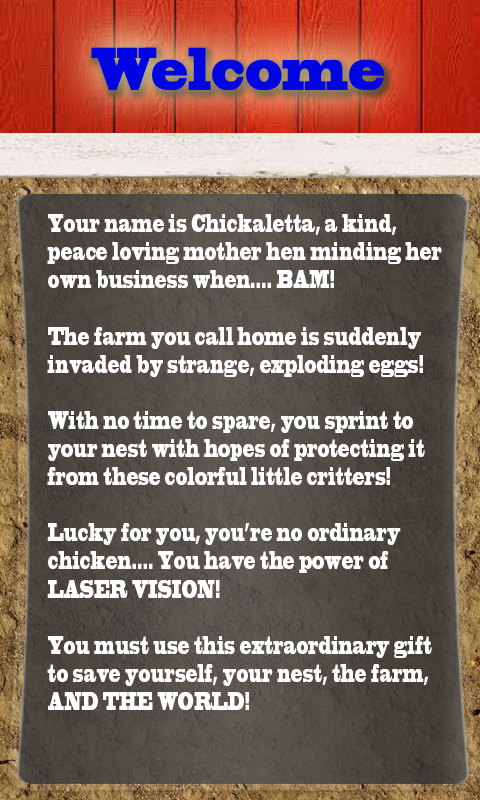 Welcome
Your name is Chickaletta, a kind,
peace loving mother hen minding her
own business when.... BAM!
The farm you call home is suddenly
invaded by strange, exploding eggs!
With no time to spare, you sprint to
your nest with hopes of protecting it
from these colorful little critters!
Lucky for you, you’re no ordinary
chicken.... You have the power of
LASER VISION!
You must use this extraordinary gift
to save yourself, your nest, the farm,
AND THE WORLD!